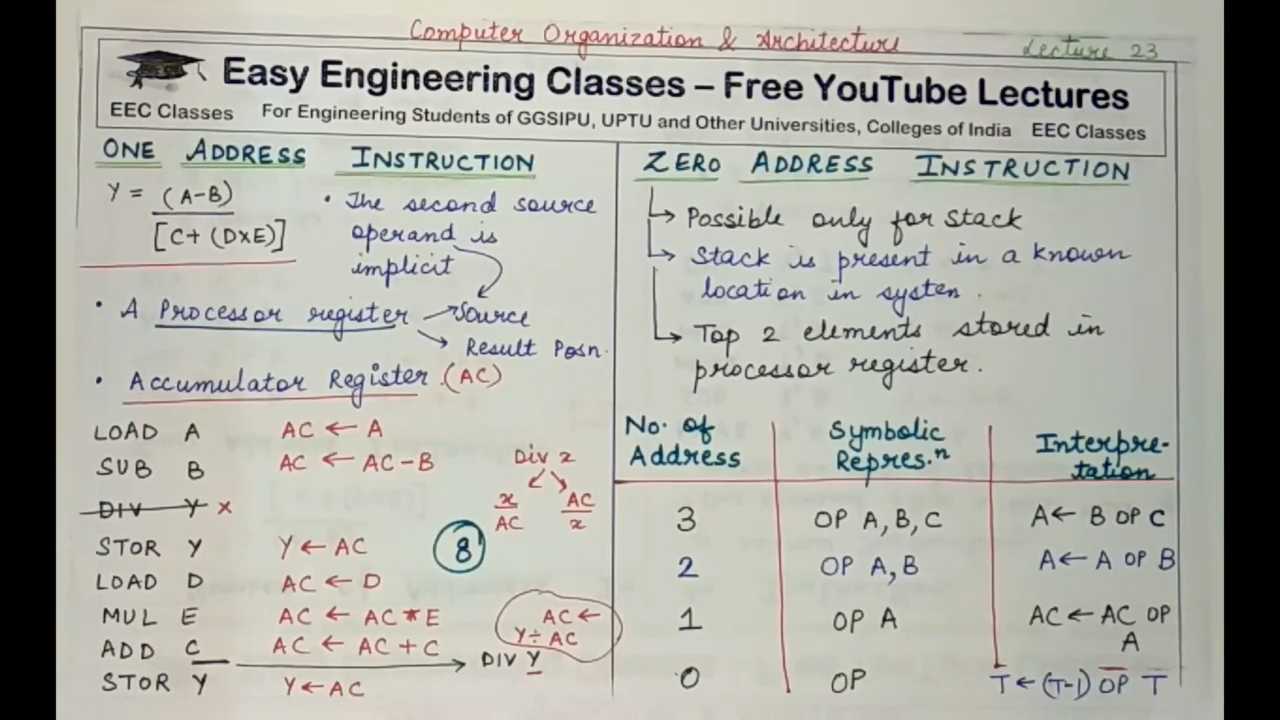 Computer Organization & Architecture
Lecture 23
Easy Engineering Classes – Free YouTube Lectures
EEC Classes For Engineering Students of GGSIPU, UPTU and Other Universities, Colleges of India EEC Classes
ONE ADDRESS INSTRUCTION
Y = (A-B)
[C+ (D×E)]
• The second source
operand is
implicit
• A Processor register → Source
→ Result Posn.
• Accumulator Register (AC)
LOAD A AC ← A
SUB B AC ← AC-B
DIV Y ×
STOR Y Y ← AC
LOAD D AC ← D
MUL E AC ← AC * E
ADD C AC ← AC + C
STOR Y Y ← AC
Div x
x/AC AC/x
8
AC ←
Y ÷ AC
DIV Y
ZERO ADDRESS INSTRUCTION
→ Possible only for stack
→ Stack is present in a known
location in systen.
→ Top 2 elements stored in
processor register.
No. of Address Symbolic Repres.n Interpre-tation
3 OP A,B,C A← B OP C
2 OP A,B A← A OP B
1 OP A AC ← AC OP A
0 OP T ← (T-1) OP T